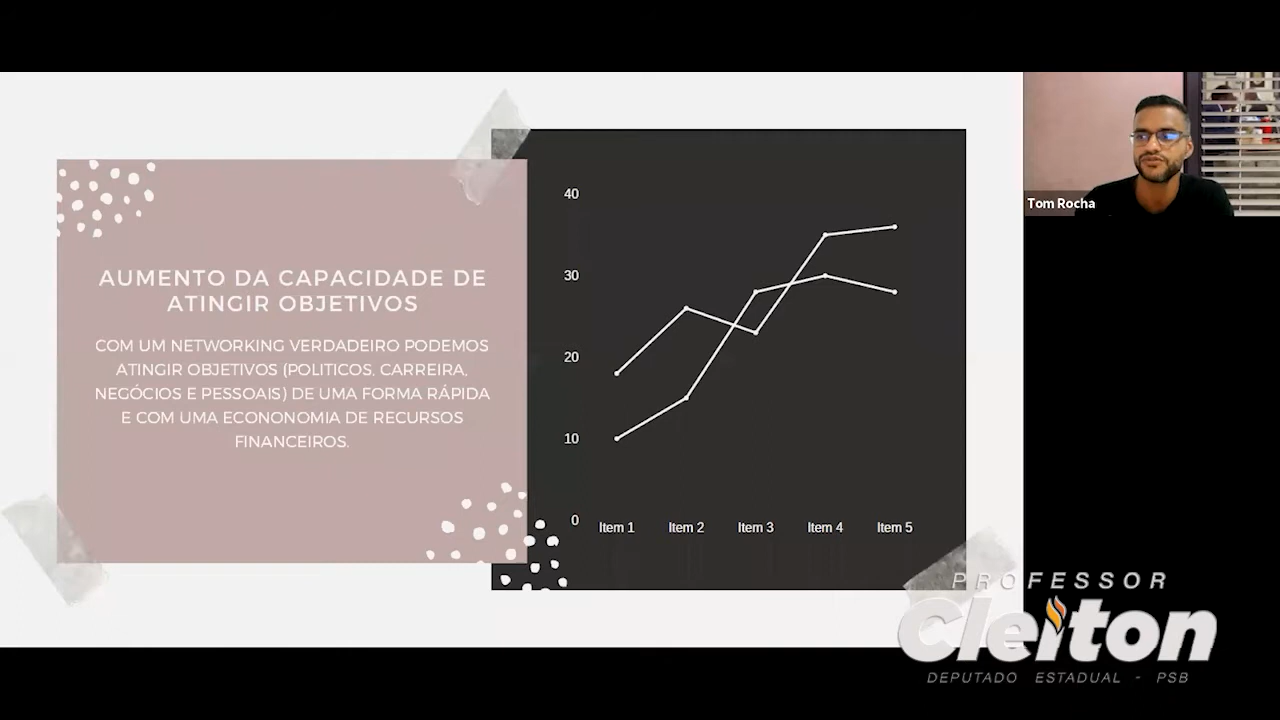 AUMENTO DA CAPACIDADE DE
ATINGIR OBJETIVOS
COM UM NETWORKING VERDADEIRO PODEMOS
ATINGIR OBJETIVOS (POLITICOS, CARREIRA,
NEGÓCIOS E PESSOAIS) DE UMA FORMA RÁPIDA
E COM UMA ECONONOMIA DE RECURSOS
FINANCEIROS.
40
30
20
10
0
Item 1 Item 2 Item 3 Item 4 Item 5
Tom Rocha
PROFESSOR
Cleiton
DEPUTADO ESTADUAL - PSB